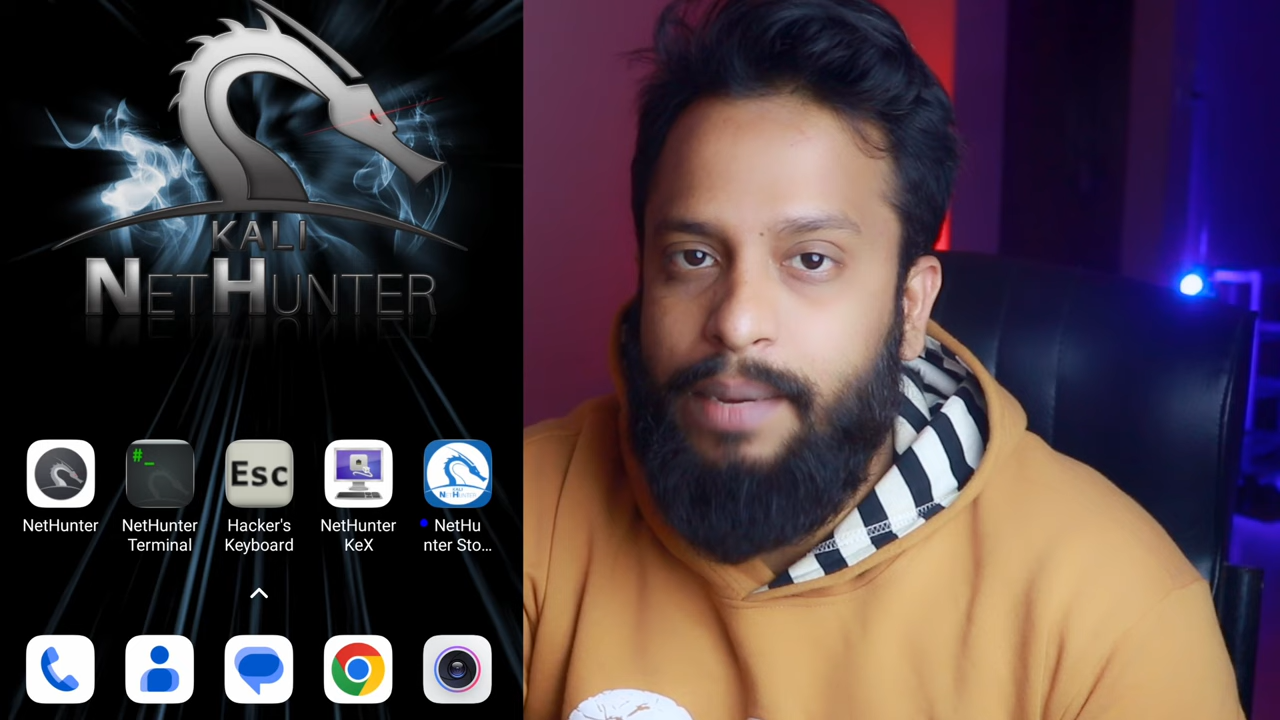 KALI
NETHUNTER
#_
Esc
NetHunter
NetHunter
Terminal
Hacker's
Keyboard
NetHunter
KeX
NetHu
nter Sto...